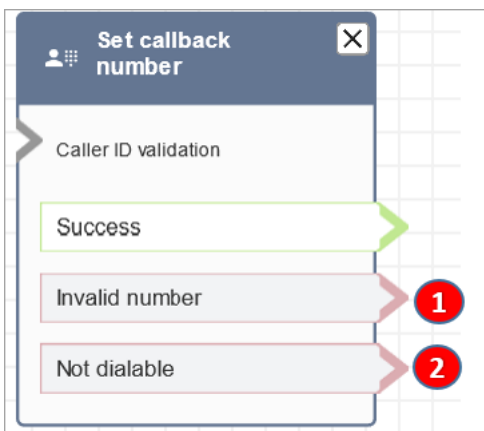 Set callback
number
Caller ID validation
Success
Invalid number
1
Not dialable
2